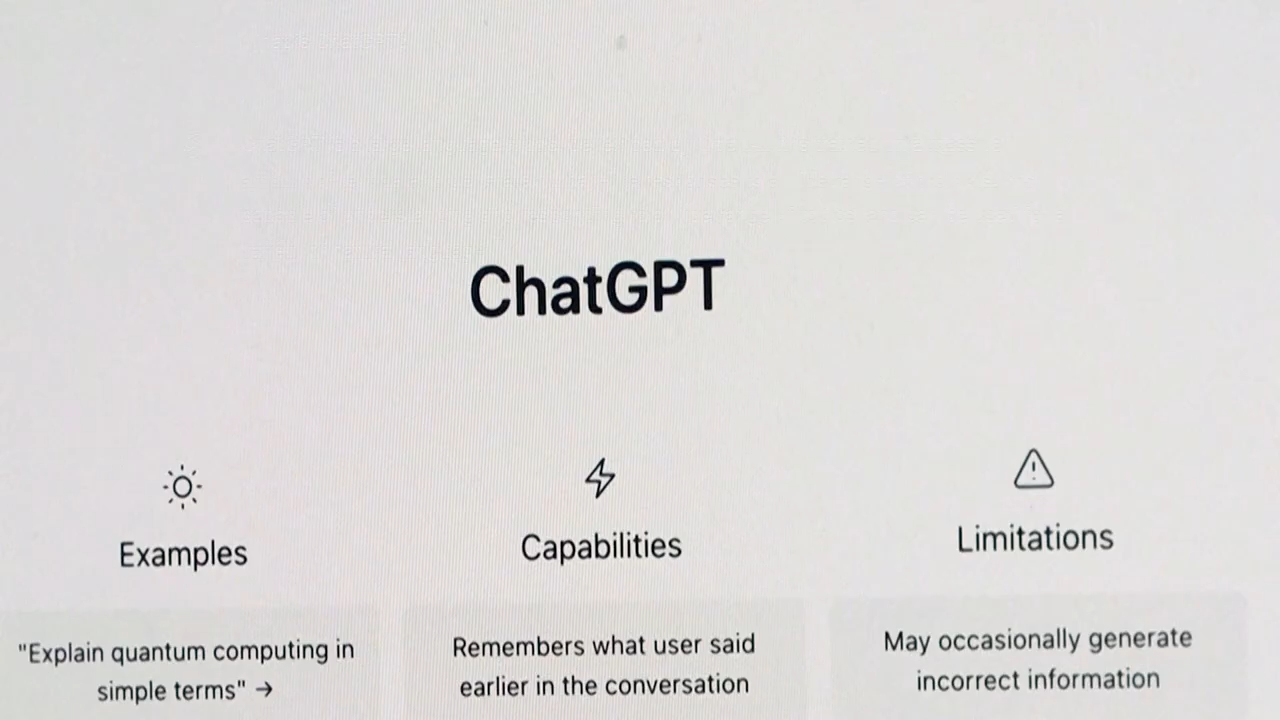 ChatGPT
Examples
Capabilities
Limitations
"Explain quantum computing in
simple terms" →
Remembers what user said
earlier in the conversation
May occasionally generate
incorrect information